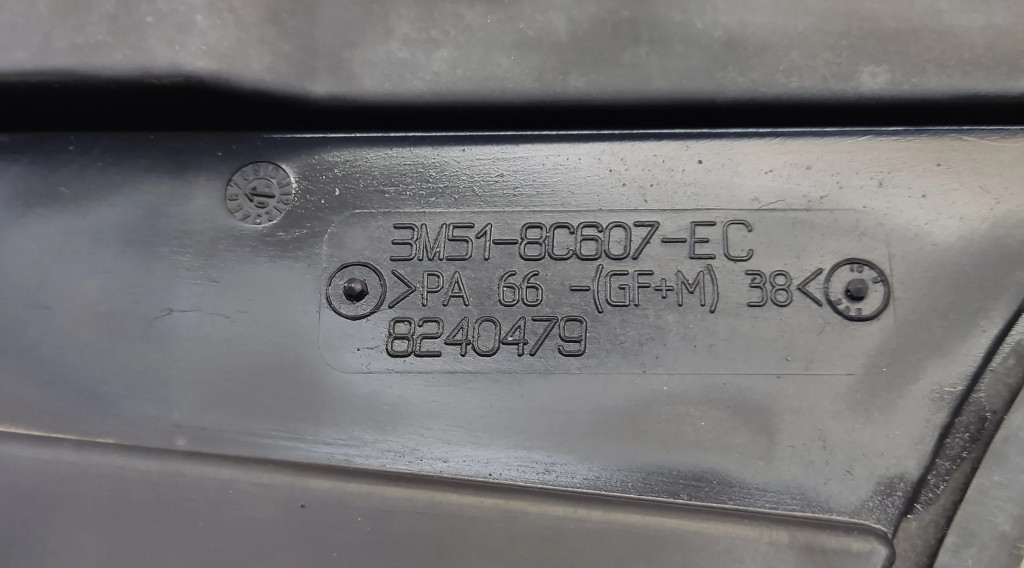 3M51-8C607-EC
>PA 66 -(GF+M) 38<
8240479